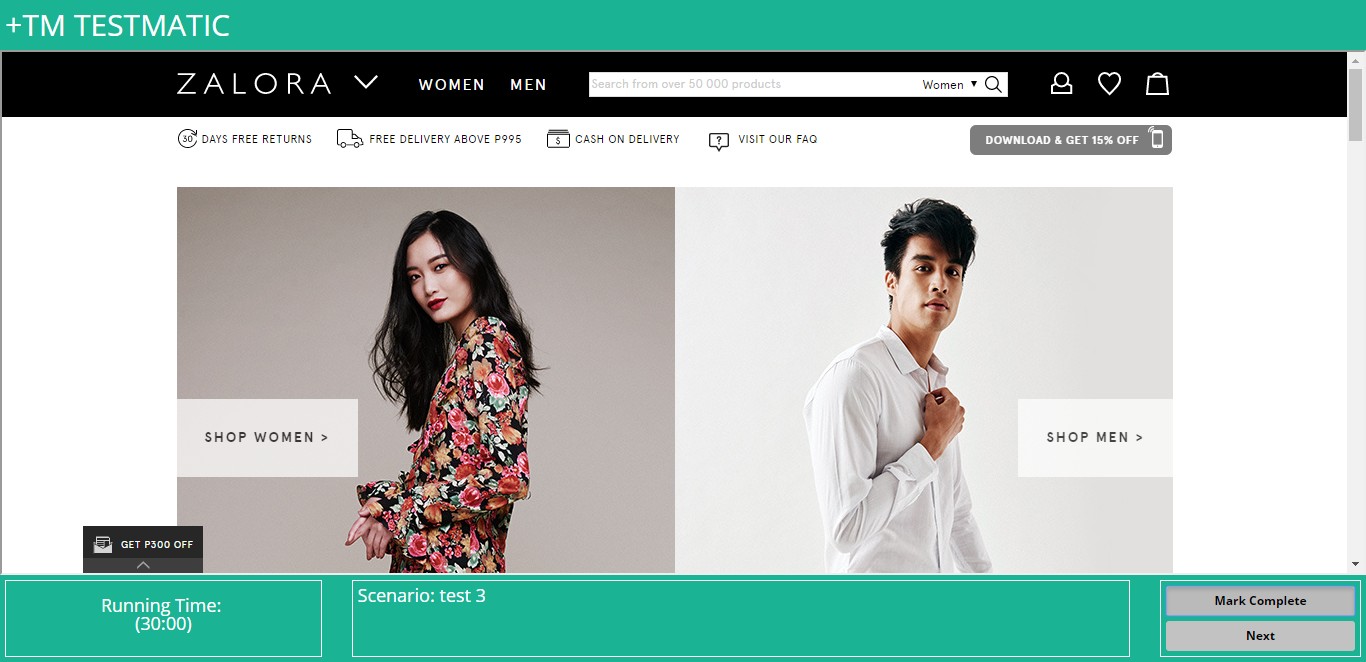 +TM TESTMATIC
ZALORA
WOMEN MEN
Search from over 50 000 products
Women
30 DAYS FREE RETURNS
FREE DELIVERY ABOVE P995
$ CASH ON DELIVERY
? VISIT OUR FAQ
DOWNLOAD & GET 15% OFF
SHOP WOMEN >
SHOP MEN >
GET P300 OFF
Running Time:
(30:00)
Scenario: test 3
Mark Complete
Next